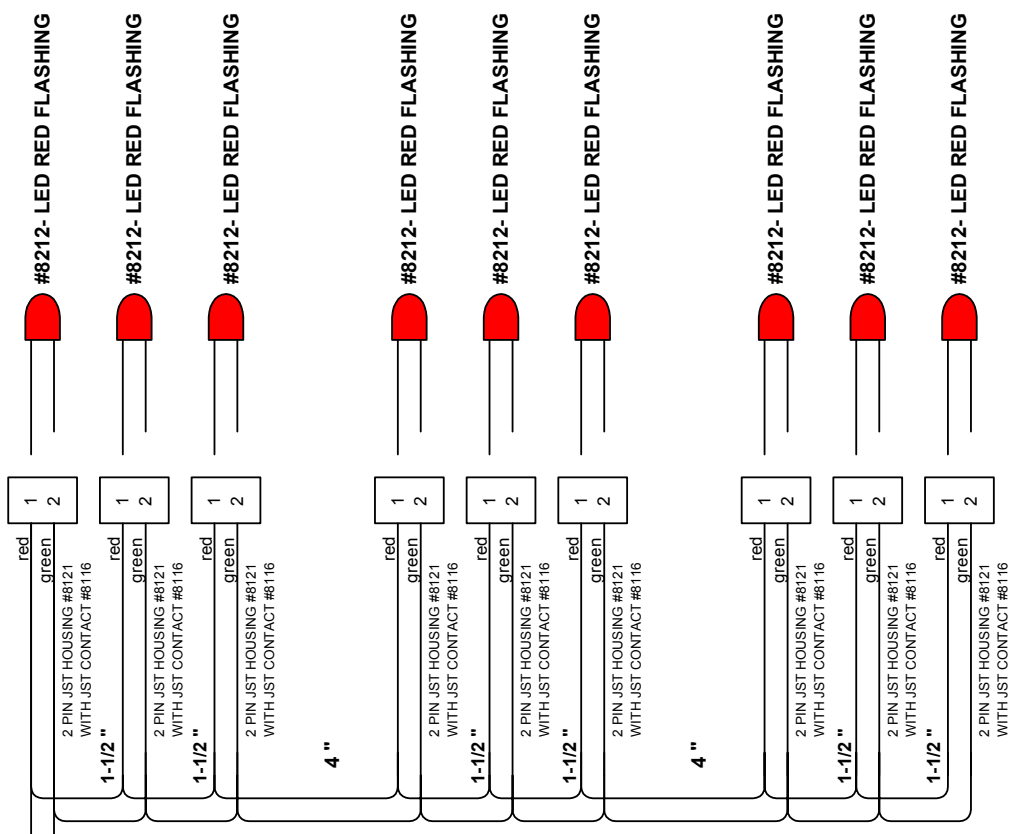 #8212- LED RED FLASHING
#8212- LED RED FLASHING
#8212- LED RED FLASHING
#8212- LED RED FLASHING
#8212- LED RED FLASHING
#8212- LED RED FLASHING
#8212- LED RED FLASHING
#8212- LED RED FLASHING
#8212- LED RED FLASHING
1
2
1
2
1
2
1
2
1
2
1
2
1
2
1
2
1
2
red
green
2 PIN JST HOUSING #8121
WITH JST CONTACT #8116
red
green
2 PIN JST HOUSING #8121
WITH JST CONTACT #8116
red
green
2 PIN JST HOUSING #8121
WITH JST CONTACT #8116
red
green
2 PIN JST HOUSING #8121
WITH JST CONTACT #8116
red
green
2 PIN JST HOUSING #8121
WITH JST CONTACT #8116
red
green
2 PIN JST HOUSING #8121
WITH JST CONTACT #8116
red
green
2 PIN JST HOUSING #8121
WITH JST CONTACT #8116
red
green
2 PIN JST HOUSING #8121
WITH JST CONTACT #8116
red
green
2 PIN JST HOUSING #8121
WITH JST CONTACT #8116
1-1/2 "
1-1/2 "
4 "
1-1/2 "
1-1/2 "
4 "
1-1/2 "
1-1/2 "